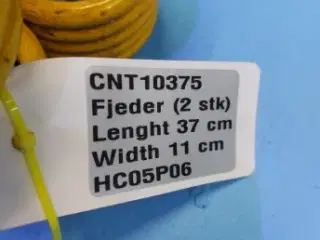 CNT10375
Fjeder (2 stk)
Lenght 37 cm
Width 11 cm
HC05P06